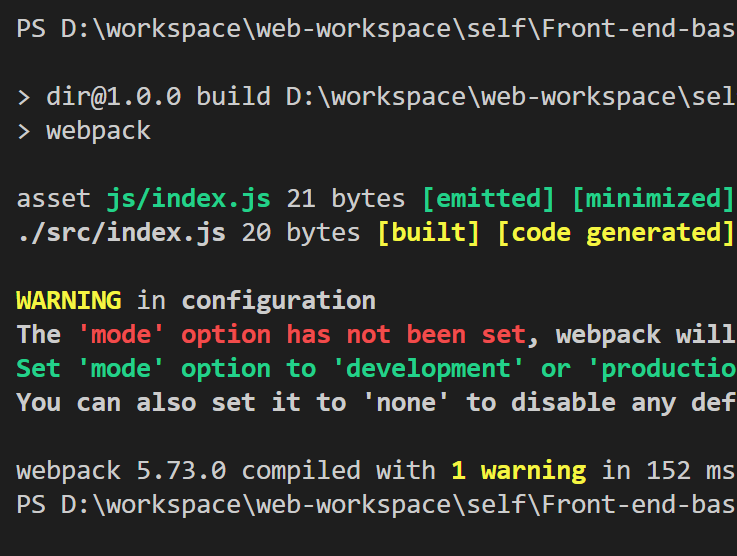 PS D:\workspace\web-workspace\self\Front-end-bas
> dir@1.0.0 build D:\workspace\web-workspace\sel
> webpack
asset js/index.js 21 bytes [emitted] [minimized]
./src/index.js 20 bytes [built] [code generated]
WARNING in configuration
The 'mode' option has not been set, webpack will
Set 'mode' option to 'development' or 'productio
You can also set it to 'none' to disable any def
webpack 5.73.0 compiled with 1 warning in 152 ms
PS D:\workspace\web-workspace\self\Front-end-bas